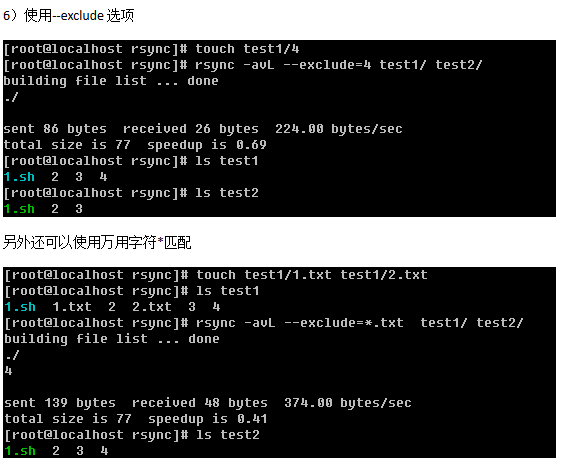 6）使用--exclude 选项
[root@localhost rsync]# touch test1/4
[root@localhost rsync]# rsync -avL --exclude=4 test1/ test2/
building file list ... done
./
sent 86 bytes  received 26 bytes  224.00 bytes/sec
total size is 77  speedup is 0.69
[root@localhost rsync]# ls test1
1.sh  2  3  4
[root@localhost rsync]# ls test2
1.sh  2  3
另外还可以使用万用字符*匹配
[root@localhost rsync]# touch test1/1.txt test1/2.txt
[root@localhost rsync]# ls test1
1.sh  1.txt  2  2.txt  3  4
[root@localhost rsync]# rsync -avL --exclude=*.txt  test1/ test2/
building file list ... done
./
4
sent 139 bytes  received 48 bytes  374.00 bytes/sec
total size is 77  speedup is 0.41
[root@localhost rsync]# ls test2
1.sh  2  3  4